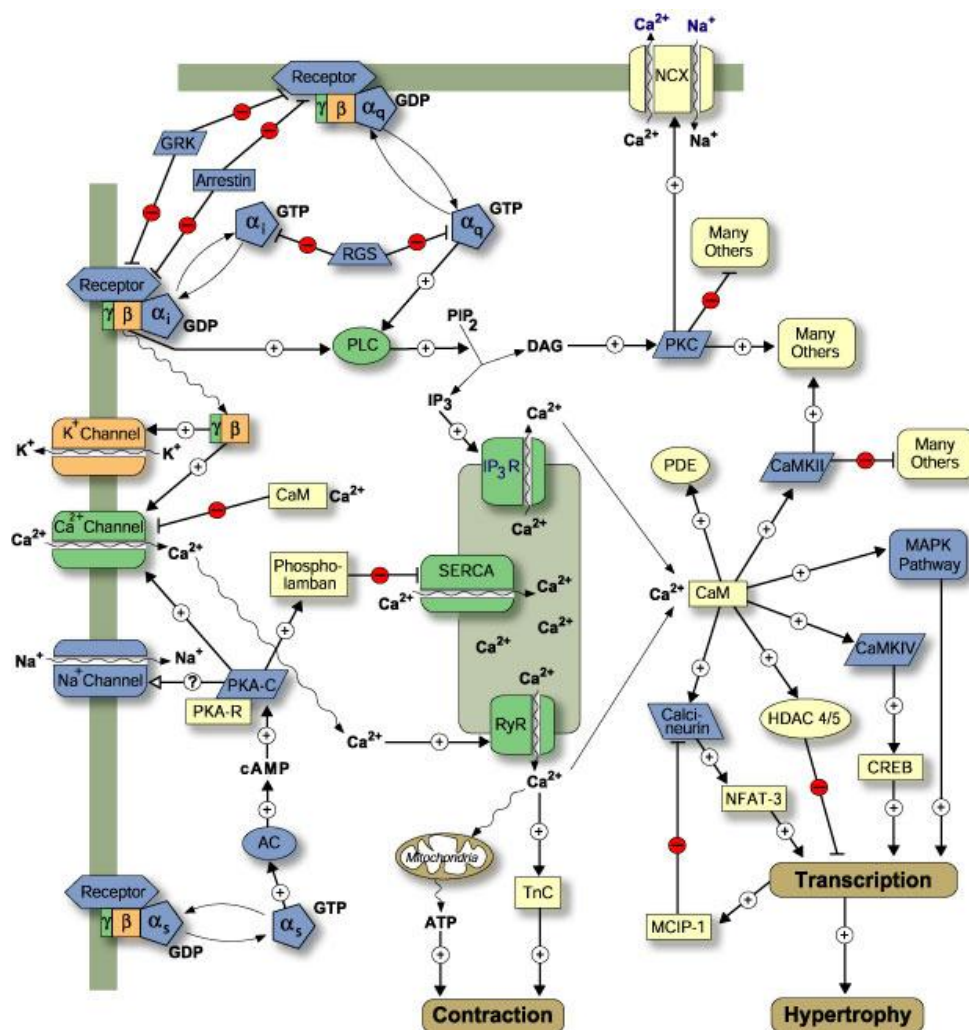 Ca²⁺ Na⁺
Receptor
NCX
γ β αq GDP
Ca²⁺ Na⁺
GRK
Arrestin
GTP
αi
GTP
αq
RGS
Many
Others
Receptor
γ β αi GDP
PIP₂
PLC
DAG
PKC
Many
Others
IP₃
Ca²⁺
K⁺ Channel
γ β
K⁺ K⁺
IP₃R
PDE
CaMKII
Many
Others
CaM Ca²⁺
Ca²⁺
Ca²⁺ Channel
Ca²⁺ Ca²⁺
Phospho-
lamban
SERCA
Ca²⁺ Ca²⁺
Ca²⁺
Ca²⁺
Ca²⁺ CaM
MAPK
Pathway
CaMKIV
Na⁺ Na⁺
Na⁺ Channel
PKA-C
PKA-R
?
Ca²⁺
RyR
Ca²⁺
Calci-
neurin
HDAC 4/5
cAMP
Ca²⁺
NFAT-3
CREB
AC
Mitochondria
TnC
Receptor
Transcription
γ β αs GDP
αs GTP
ATP
MCIP-1
Contraction
Hypertrophy